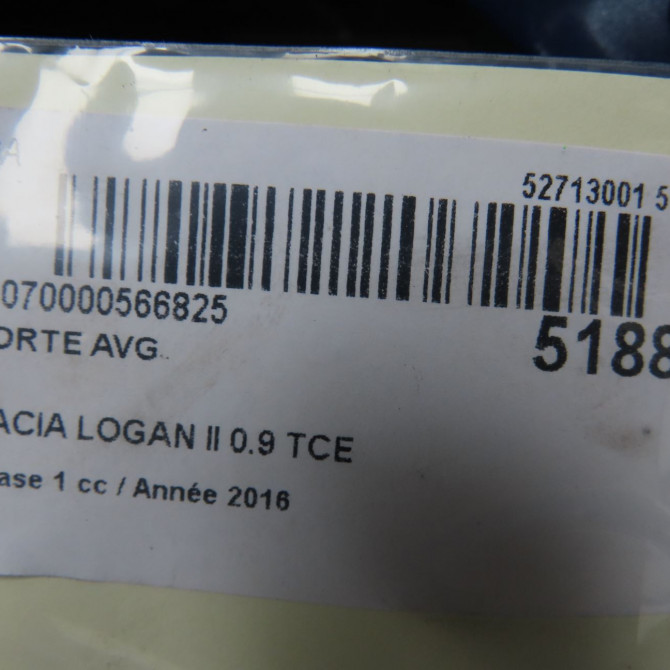 A
52713001 5
070000566825
5188
ORTE AVG..
ACIA LOGAN II 0.9 TCE
ase 1 cc / Année 2016